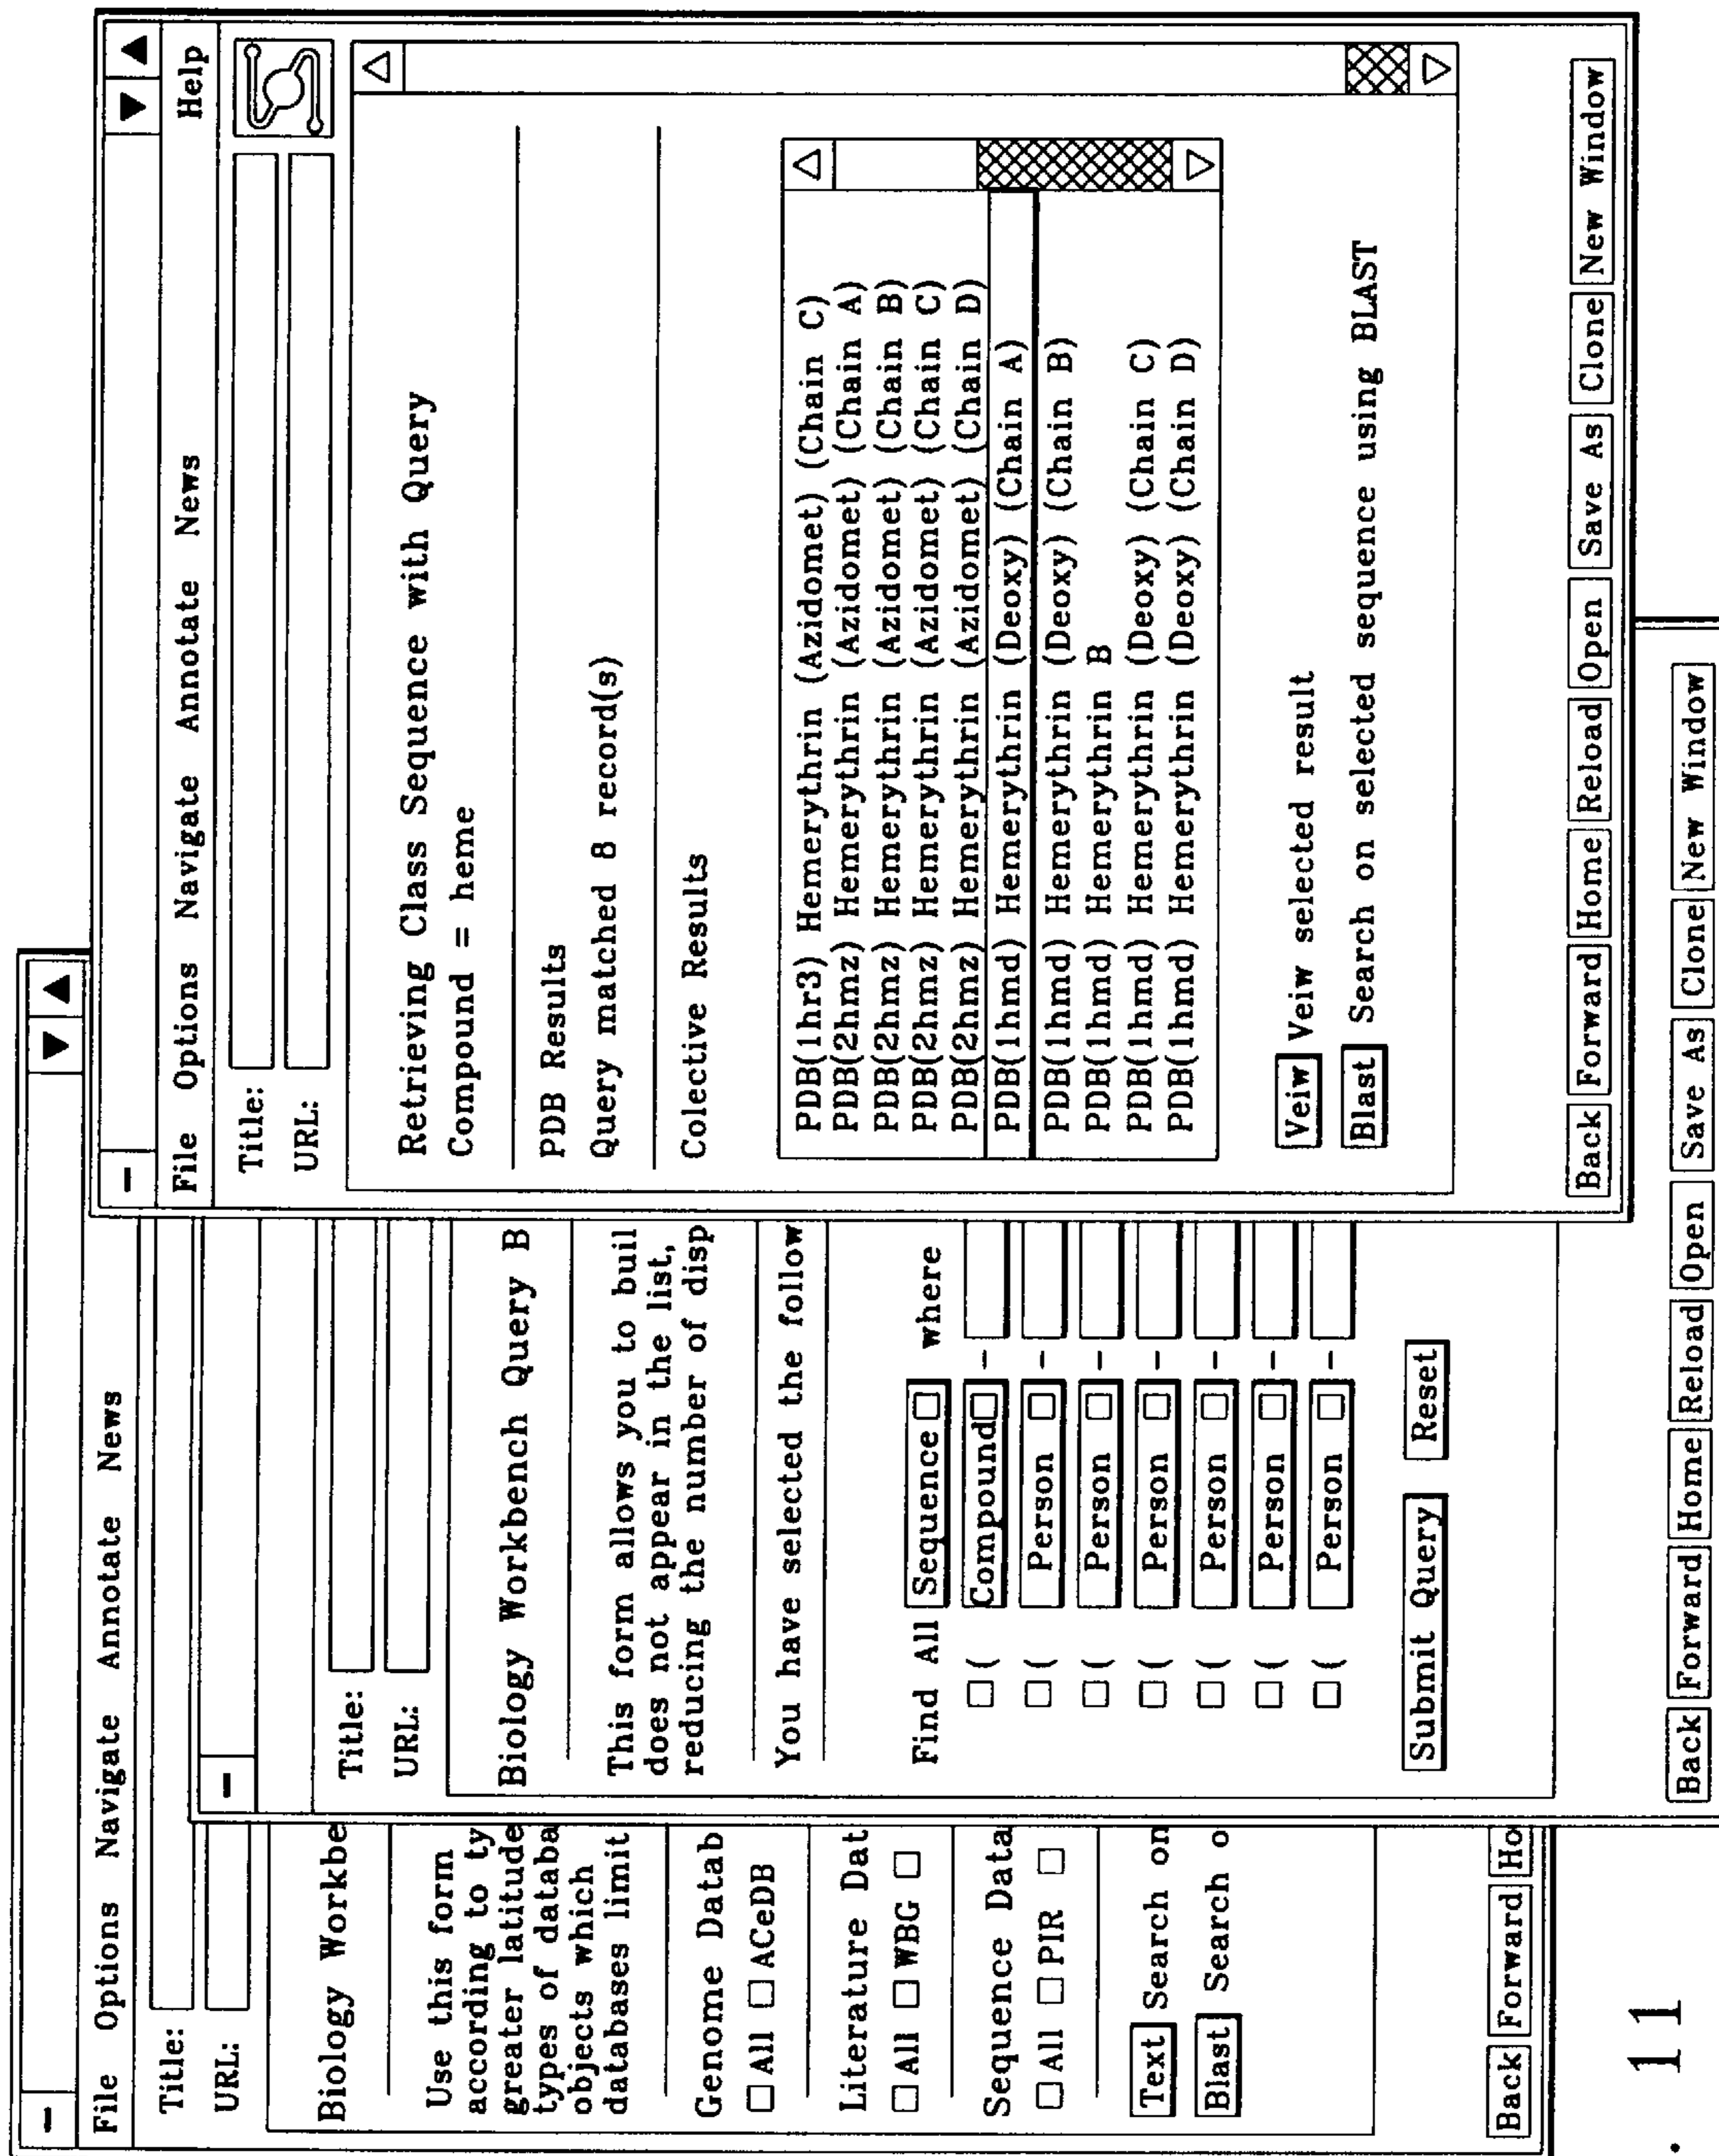 File Options Navigate Annotate News
Title:
URL:
Biology Workbe
Use this form
according to ty
greater latitude
types of databa
objects which
databases limit
Genome Datab
All ACeDB
Literature Dat
All WBG
Sequence Data
All PIR
Text Search on
Blast Search o
Back Forward Ho
Title:
URL:
Biology Workbench Query B
This form allows you to buil
does not appear in the list,
reducing the number of disp
You have selected the follow
Find All Sequence where
( Compound -
( Person -
( Person -
( Person -
( Person -
( Person -
( Person -
Submit Query Reset
Back Forward Home Reload Open Save As Clone New Window
File Options Navigate Annotate News Help
Title:
URL:
Retrieving Class Sequence with Query
Compound = heme
PDB Results
Query matched 8 record(s)
Colective Results
PDB(1hr3) Hemerythrin (Azidomet) (Chain C)
PDB(2hmz) Hemerythrin (Azidomet) (Chain A)
PDB(2hmz) Hemerythrin (Azidomet) (Chain B)
PDB(2hmz) Hemerythrin (Azidomet) (Chain C)
PDB(2hmz) Hemerythrin (Azidomet) (Chain D)
PDB(1hmd) Hemerythrin (Deoxy) (Chain A)
PDB(1hmd) Hemerythrin (Deoxy) (Chain B)
PDB(1hmd) Hemerythrin B
PDB(1hmd) Hemerythrin (Deoxy) (Chain C)
PDB(1hmd) Hemerythrin (Deoxy) (Chain D)
Veiw Veiw selected result
Blast Search on selected sequence using BLAST
Back Forward Home Reload Open Save As Clone New Window
. 11